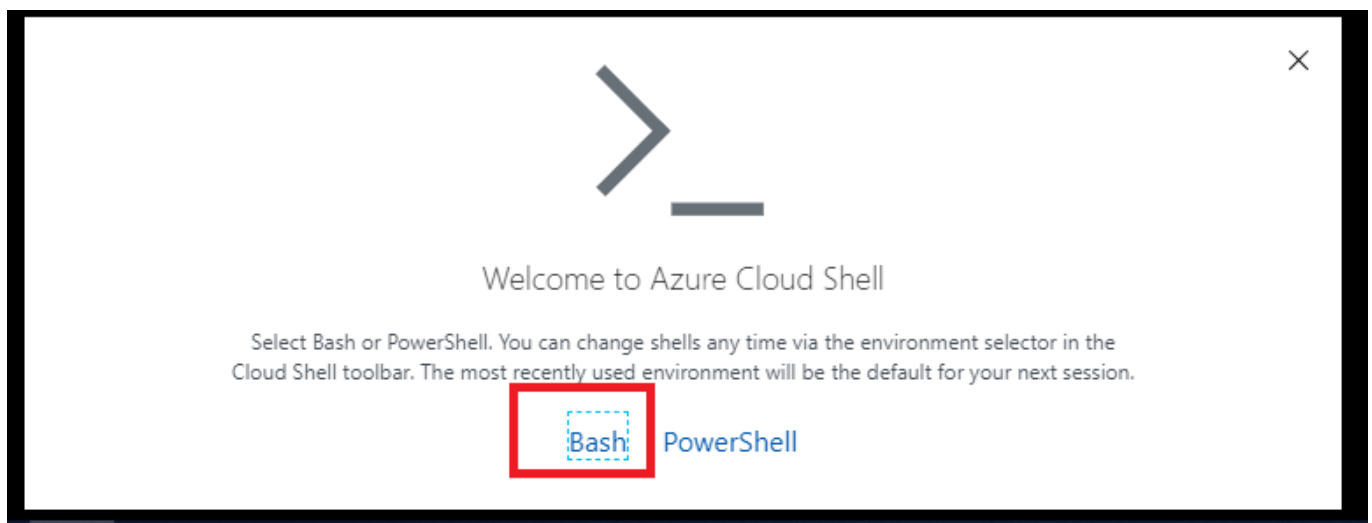 Welcome to Azure Cloud Shell
Select Bash or PowerShell. You can change shells any time via the environment selector in the
Cloud Shell toolbar. The most recently used environment will be the default for your next session.
Bash PowerShell